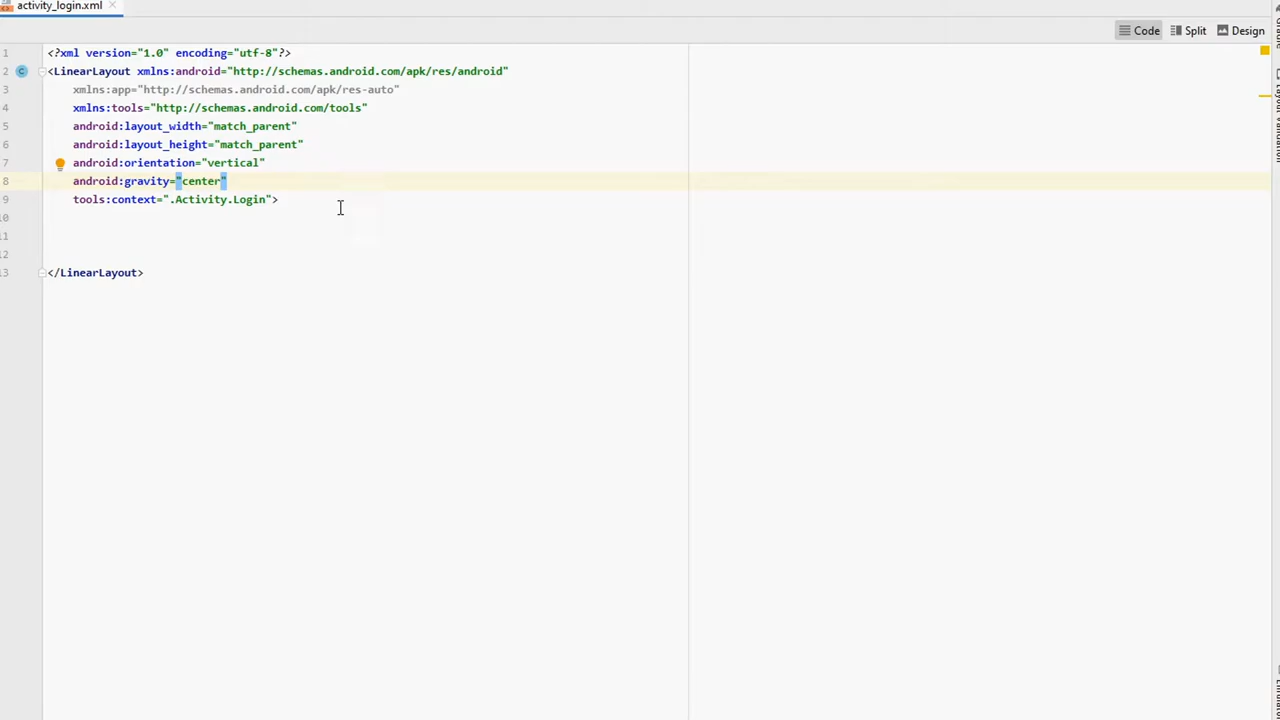 activity_login.xml
Code
Split
Design
1 <?xml version="1.0" encoding="utf-8"?>
2 <LinearLayout xmlns:android="http://schemas.android.com/apk/res/android"
3 xmlns:app="http://schemas.android.com/apk/res-auto"
4 xmlns:tools="http://schemas.android.com/tools"
5 android:layout_width="match_parent"
6 android:layout_height="match_parent"
7 android:orientation="vertical"
8 android:gravity="center"
9 tools:context=".Activity.Login">
10
11
12
13 </LinearLayout>